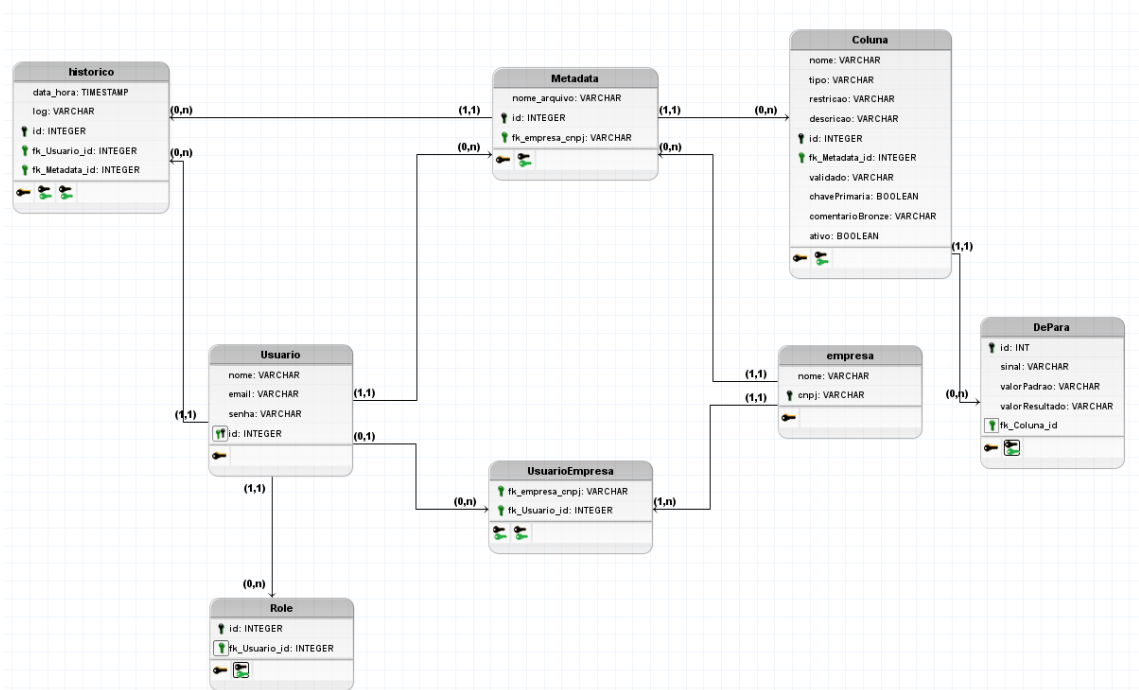 historico
data_hora: TIMESTAMP
log: VARCHAR
id: INTEGER
fk_Usuario_id: INTEGER
fk_Metadata_id: INTEGER
(0,n)
(0,n)
(1,1)
Metadata
nome_arquivo: VARCHAR
id: INTEGER
fk_empresa_cnpj: VARCHAR
(1,1)
(0,n)
(0,n)
(0,n)
Coluna
nome: VARCHAR
tipo: VARCHAR
restricao: VARCHAR
descricao: VARCHAR
id: INTEGER
fk_Metadata_id: INTEGER
validado: VARCHAR
chavePrimaria: BOOLEAN
comentarioBronze: VARCHAR
ativo: BOOLEAN
(1,1)
DePara
id: INT
sinal: VARCHAR
valorPadrao: VARCHAR
valorResultado: VARCHAR
fk_Coluna_id
(0,n)
Usuario
nome: VARCHAR
email: VARCHAR
senha: VARCHAR
id: INTEGER
(1,1)
(1,1)
(0,1)
(1,1)
empresa
nome: VARCHAR
cnpj: VARCHAR
(1,1)
(1,1)
UsuarioEmpresa
fk_empresa_cnpj: VARCHAR
fk_Usuario_id: INTEGER
(0,n)
(1,n)
(0,n)
Role
id: INTEGER
fk_Usuario_id: INTEGER